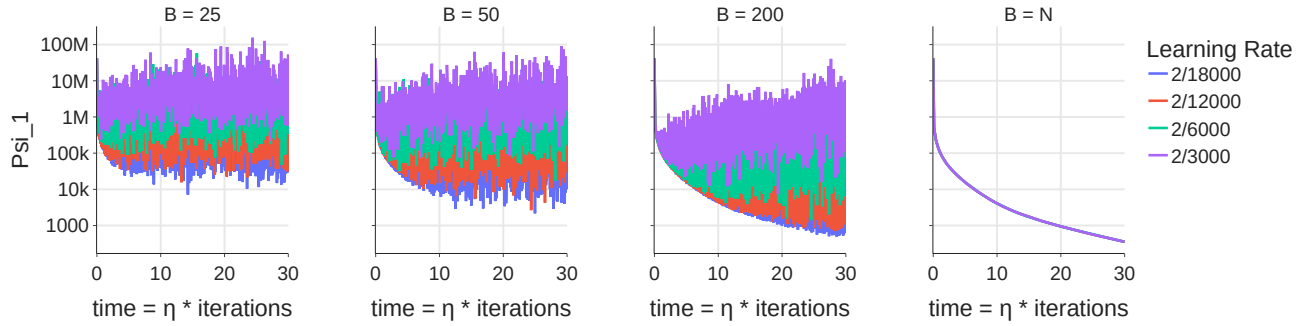 B = 25
B = 50
B = 200
B = N
Psi_1
100M
10M
1M
100k
10k
1000
0
10
20
30
0
10
20
30
0
10
20
30
0
10
20
30
time = η * iterations
time = η * iterations
time = η * iterations
time = η * iterations
Learning Rate
2/18000
2/12000
2/6000
2/3000